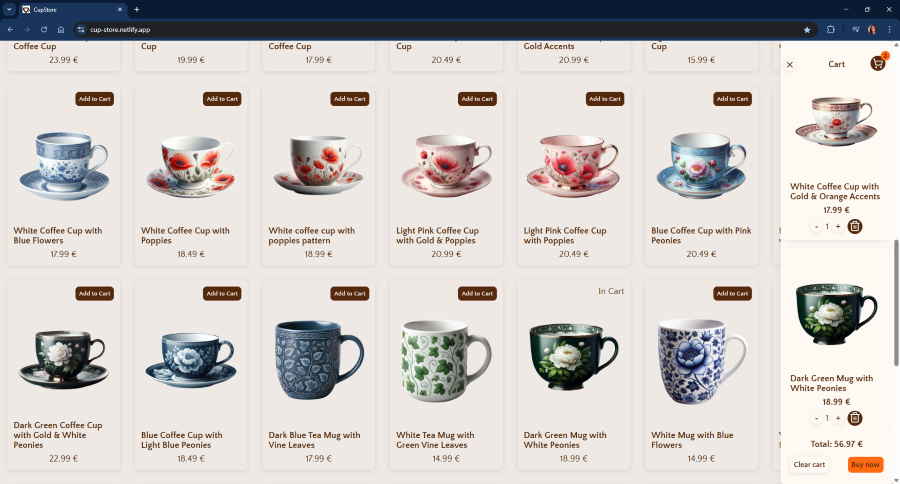 CupStore
cup-store.netlify.app
Coffee Cup
23.99 €
Cup
19.99 €
Coffee Cup
17.99 €
Cup
20.49 €
Gold Accents
20.99 €
Cup
15.99 €
Add to Cart
White Coffee Cup with
Blue Flowers
17.99 €
Add to Cart
White Coffee Cup with
Poppies
18.49 €
Add to Cart
White coffee cup with
poppies pattern
18.99 €
Add to Cart
Light Pink Coffee Cup
with Gold & Poppies
20.99 €
Add to Cart
Light Pink Coffee Cup
with Poppies
20.49 €
Add to Cart
Blue Coffee Cup with Pink
Peonies
20.49 €
Add to Cart
Dark Green Coffee Cup
with Gold & White
Peonies
22.99 €
Add to Cart
Blue Coffee Cup with
Light Blue Peonies
18.49 €
Add to Cart
Dark Blue Tea Mug with
Vine Leaves
17.99 €
Add to Cart
White Tea Mug with
Green Vine Leaves
14.99 €
In Cart
Dark Green Mug with
White Peonies
18.99 €
Add to Cart
White Mug with Blue
Flowers
14.99 €
Cart
3
White Coffee Cup with
Gold & Orange Accents
17.99 €
- 1 +
Dark Green Mug with
White Peonies
18.99 €
- 1 +
Total: 56.97 €
Clear cart
Buy now